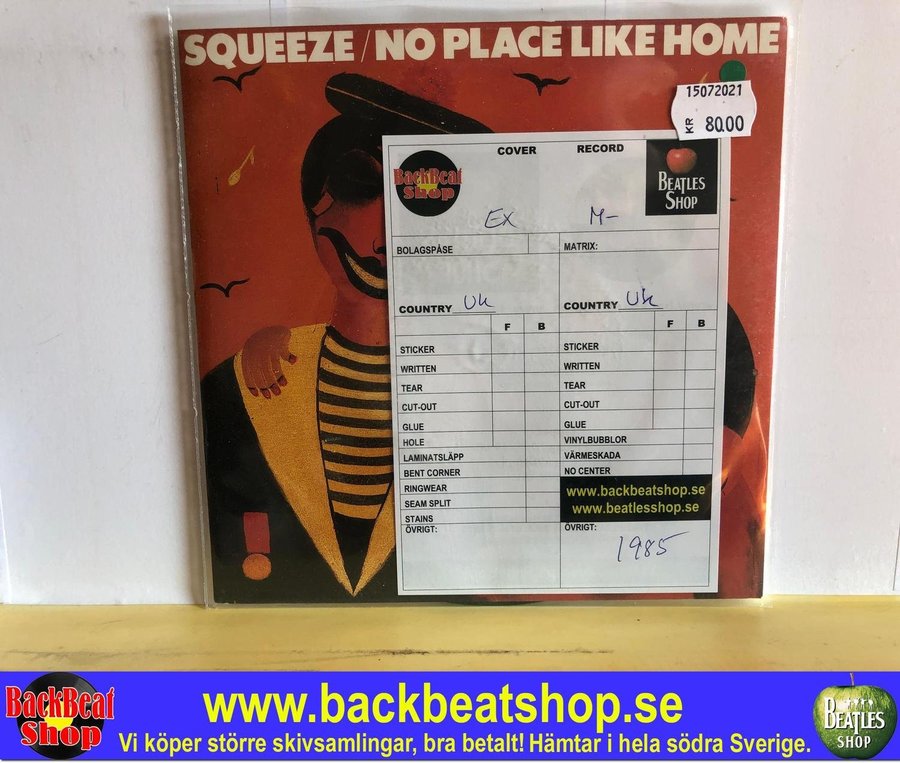 SQUEEZE / NO PLACE LIKE HOME
15072021
KR 80.00
COVER RECORD
BackBeat Shop
BEATLES SHOP
EX M-
BOLAGSPÅSE MATRIX:
COUNTRY UK COUNTRY UK
F B F B
STICKER STICKER
WRITTEN WRITTEN
TEAR TEAR
CUT-OUT CUT-OUT
GLUE GLUE
HOLE VINYLBUBBLOR
LAMINATSLÄPP VÄRMESKADA
BENT CORNER NO CENTER
RINGWEAR www.backbeatshop.se
SEAM SPLIT www.beatlesshop.se
STAINS
ÖVRIGT: ÖVRIGT:
1985
BackBeat Shop
www.backbeatshop.se
Vi köper större skivsamlingar, bra betalt! Hämtar i hela södra Sverige.
BEATLES SHOP